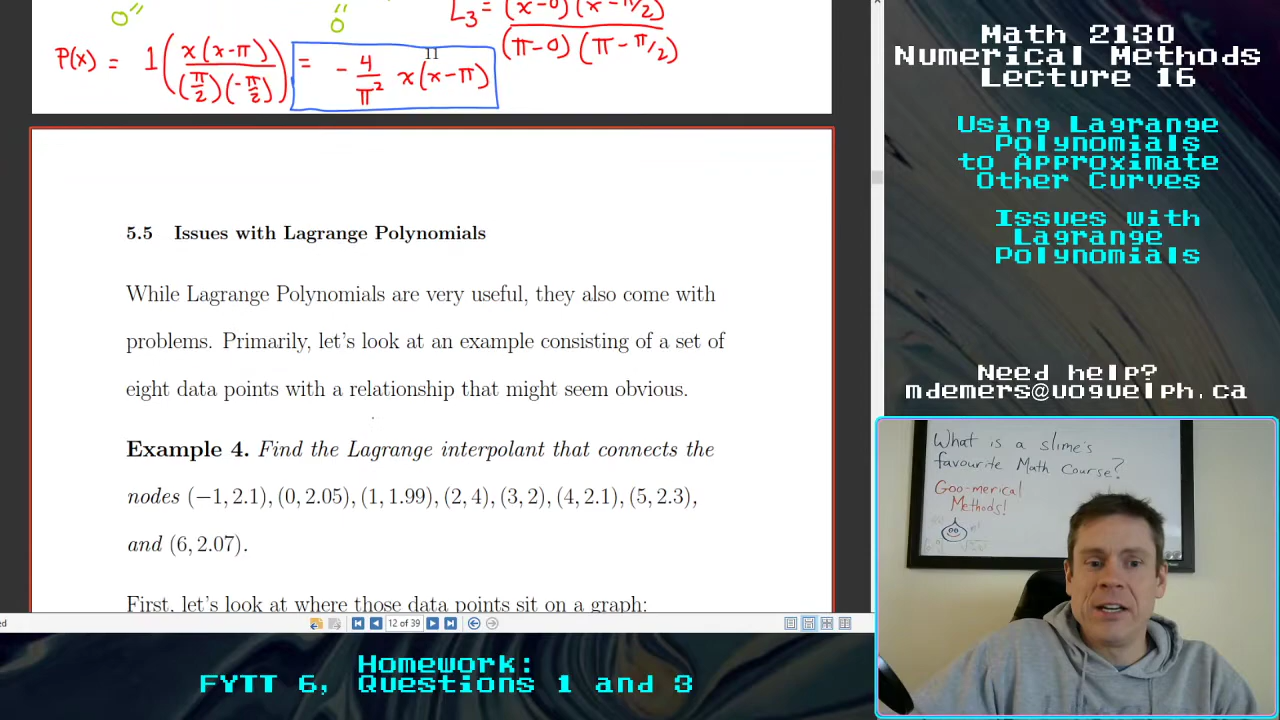 0" 0" L₃ = (x-0)(x-π/2)
(π-0)(π-π/2)
P(x) = 1(x(x-π) / (π/2)(-π/2)) = -4/π² x(x-π)
5.5 Issues with Lagrange Polynomials
While Lagrange Polynomials are very useful, they also come with
problems. Primarily, let's look at an example consisting of a set of
eight data points with a relationship that might seem obvious.
Example 4. Find the Lagrange interpolant that connects the
nodes (−1, 2.1), (0, 2.05), (1, 1.99), (2, 4), (3, 2), (4, 2.1), (5, 2.3),
and (6, 2.07).
First, let's look at where those data points sit on a graph:
12 of 39
Homework:
FYTT 6, Questions 1 and 3
Math 2130
Numerical Methods
Lecture 16
Using Lagrange
Polynomials
to Approximate
Other Curves
Issues with
Lagrange
Polynomials
Need help?
mdemers@uoguelph.ca
What is a slime's
favourite Math Course?
Goo-merical
Methods!